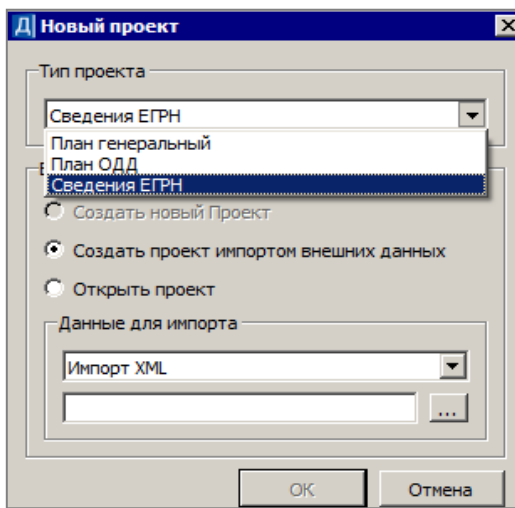 Д Новый проект
Тип проекта
Сведения ЕГРН
План генеральный
План ОДД
Сведения ЕГРН
Создать новый Проект
Создать проект импортом внешних данных
Открыть проект
Данные для импорта
Импорт XML
...
ОК
Отмена